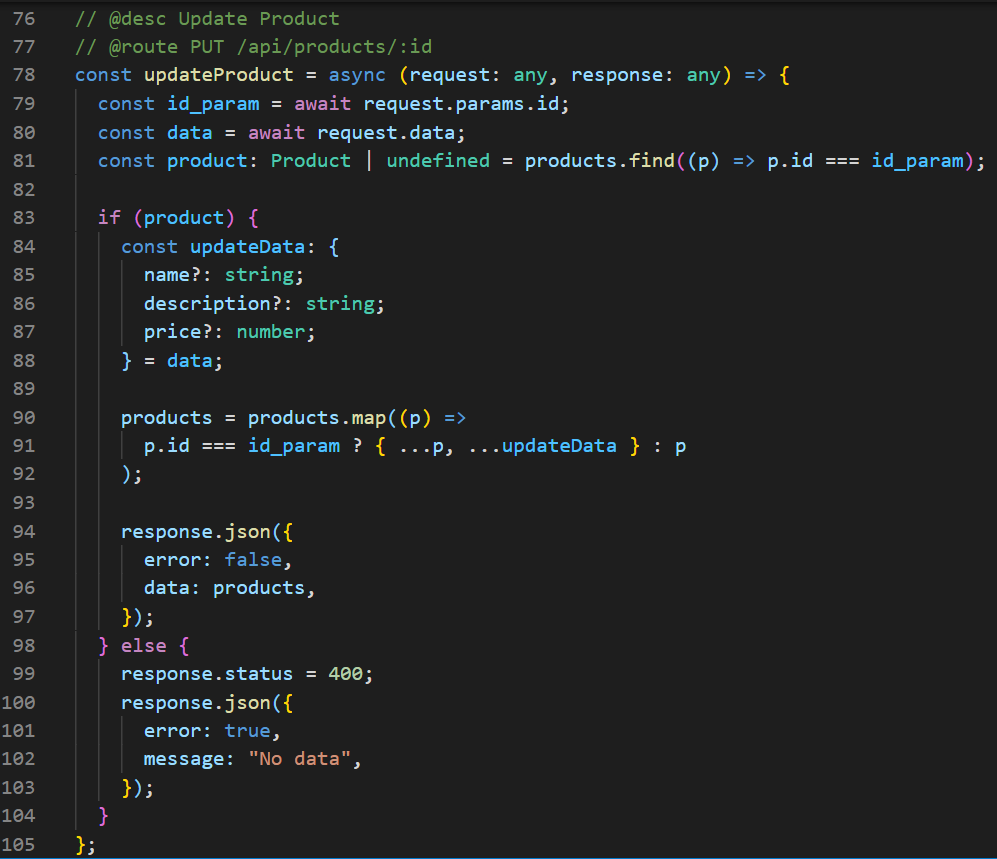 76 // @desc Update Product
77 // @route PUT /api/products/:id
78 const updateProduct = async (request: any, response: any) => {
79 const id_param = await request.params.id;
80 const data = await request.data;
81 const product: Product | undefined = products.find((p) => p.id === id_param);
82
83 if (product) {
84 const updateData: {
85 name?: string;
86 description?: string;
87 price?: number;
88 } = data;
89
90 products = products.map((p) =>
91 p.id === id_param ? { ...p, ...updateData } : p
92 );
93
94 response.json({
95 error: false,
96 data: products,
97 });
98 } else {
99 response.status = 400;
100 response.json({
101 error: true,
102 message: "No data",
103 });
104 }
105 };